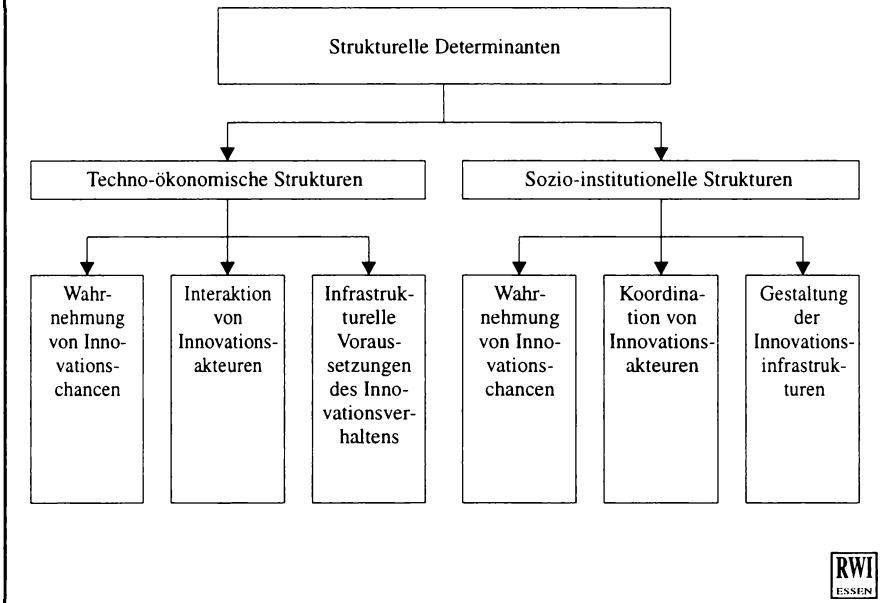 Strukturelle Determinanten
Techno-ökonomische Strukturen
Sozio-institutionelle Strukturen
Wahr-
nehmung
von Inno-
vations-
chancen
Interaktion
von
Innovations-
akteuren
Infrastruk-
turelle
Voraus-
setzungen
des Inno-
vationsver-
haltens
Wahr-
nehmung
von Inno-
vations-
chancen
Koordina-
tion von
Innovations-
akteuren
Gestaltung
der
Innovations-
infrastruk-
turen
RWI
ESSEN